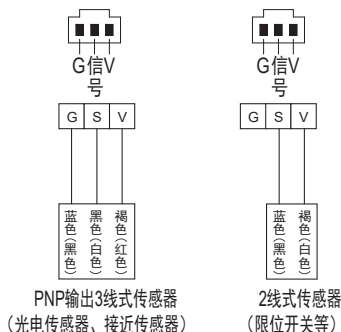 G信V
号
G S V
蓝色(黑色)
黑色(白色)
褐色(红色)
PNP输出3线式传感器
(光电传感器、接近传感器)
G信V
号
G S V
蓝色(黑色)
褐色(白色)
2线式传感器
(限位开关等)